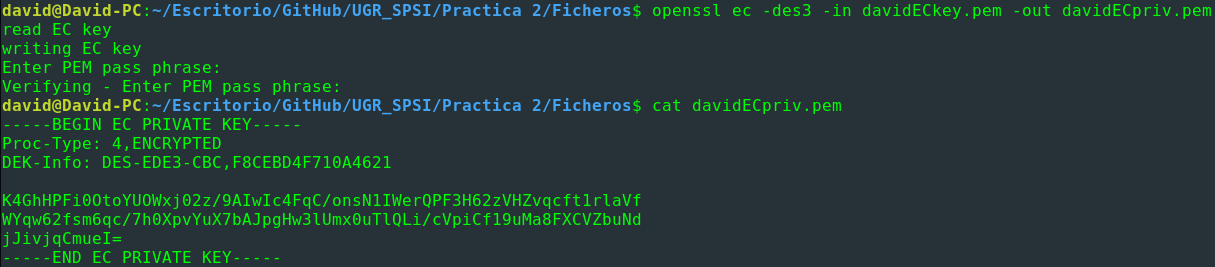 david@David-PC:~/Escritorio/GitHub/UGR_SPSI/Practica 2/Ficheros$ openssl ec -des3 -in davidECkey.pem -out davidECpriv.pem
read EC key
writing EC key
Enter PEM pass phrase:
Verifying - Enter PEM pass phrase:
david@David-PC:~/Escritorio/GitHub/UGR_SPSI/Practica 2/Ficheros$ cat davidECpriv.pem
-----BEGIN EC PRIVATE KEY-----
Proc-Type: 4,ENCRYPTED
DEK-Info: DES-EDE3-CBC,F8CEBD4F710A4621

K4GhHPFi0OtoYUOWxj02z/9AIwIc4FqC/onsN1IWerQPF3H62zVHZvqcft1rlaVf
WYqw62fsm6qc/7h0XpvYuX7bAJpgHw3lUmx0uTlQLi/cVpiCf19uMa8FXCVZbuNd
jJivjqCmueI=
-----END EC PRIVATE KEY-----